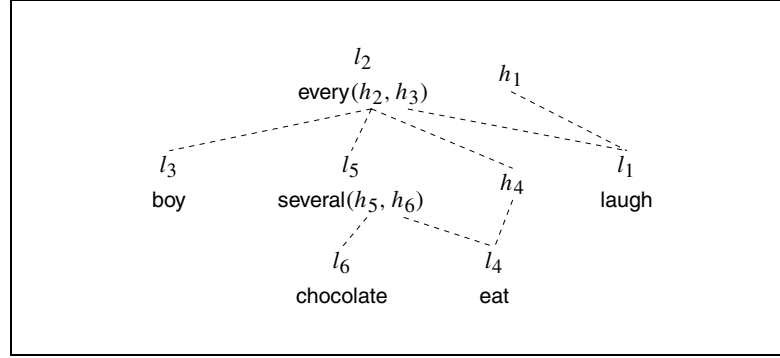 l₂
h₁
every(h₂, h₃)
l₃ l₅ h₄ l₁
boy several(h₅, h₆) laugh
l₆ l₄
chocolate eat